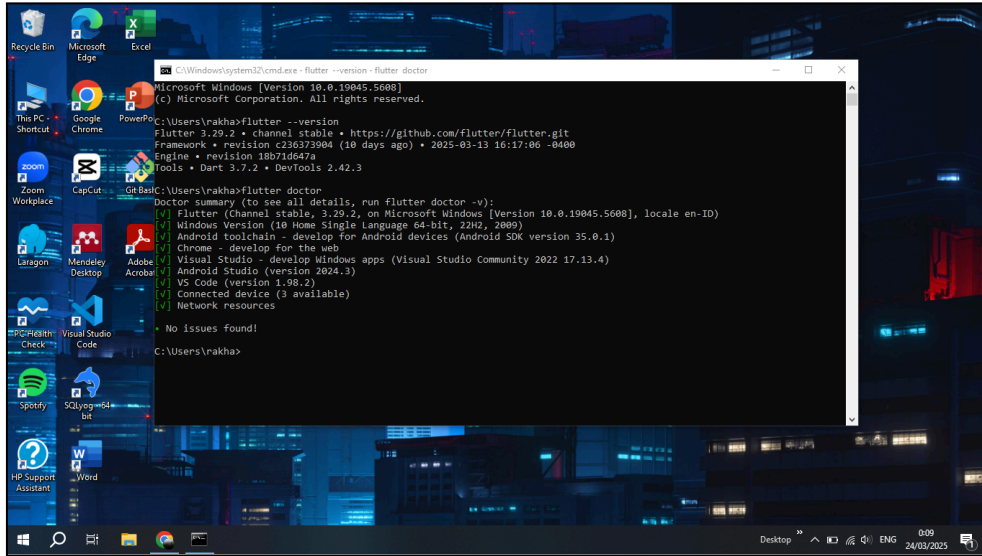 Recycle Bin
Microsoft Edge
Excel
This PC - Shortcut
Google Chrome
PowerPo
Zoom Workplace
CapCut
Git Bash
Laragon
Mendeley Desktop
Adobe Acrobat
PC Health Check
Visual Studio Code
Spotify
SQLyog - 64 bit
HP Support Assistant
Word
zoom
C:\Windows\system32\cmd.exe - flutter --version - flutter doctor
Microsoft Windows [Version 10.0.19045.5608]
(c) Microsoft Corporation. All rights reserved.
C:\Users\rakha>flutter --version
Flutter 3.29.2 • channel stable • https://github.com/flutter/flutter.git
Framework • revision c236373904 (10 days ago) • 2025-03-13 16:17:06 -0400
Engine • revision 18b71d647a
Tools • Dart 3.7.2 • DevTools 2.42.3
C:\Users\rakha>flutter doctor
Doctor summary (to see all details, run flutter doctor -v):
[√] Flutter (Channel stable, 3.29.2, on Microsoft Windows [Version 10.0.19045.5608], locale en-ID)
[√] Windows Version (10 Home Single Language 64-bit, 22H2, 2009)
[√] Android toolchain - develop for Android devices (Android SDK version 35.0.1)
[√] Chrome - develop for the web
[√] Visual Studio - develop Windows apps (Visual Studio Community 2022 17.13.4)
[√] Android Studio (version 2024.3)
[√] VS Code (version 1.98.2)
[√] Connected device (3 available)
[√] Network resources
• No issues found!
C:\Users\rakha>
Desktop
ENG
0:09
24/03/2025